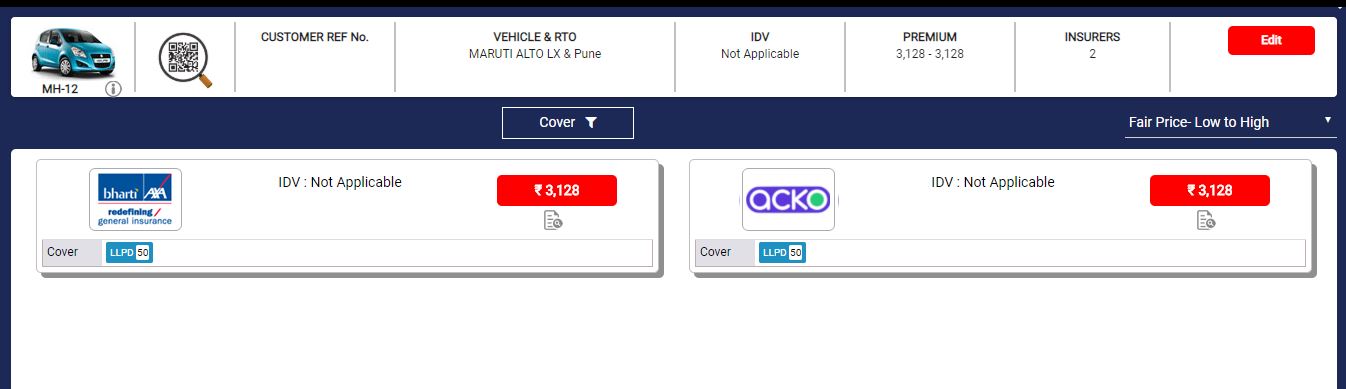 CUSTOMER REF No.
VEHICLE & RTO
MARUTI ALTO LX & Pune
IDV
Not Applicable
PREMIUM
3,128 - 3,128
INSURERS
2
Edit
MH-12
Cover
Fair Price- Low to High
bharti AXA
redefining /
general insurance
IDV : Not Applicable
₹ 3,128
Cover
LLPD 50
ACKO
IDV : Not Applicable
₹ 3,128
Cover
LLPD 50